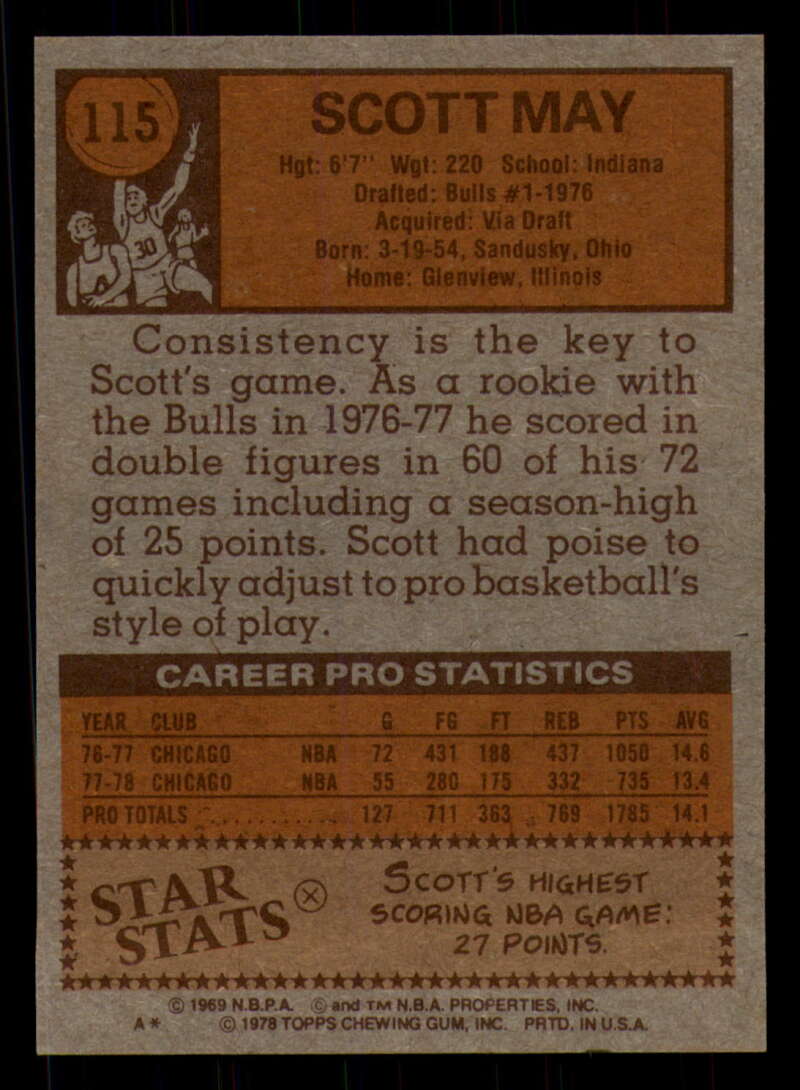 115
SCOTT MAY
Hgt: 6'7" Wgt: 220 School: Indiana
Drafted: Bulls #1-1976
Acquired: Via Draft
Born: 3-19-54, Sandusky, Ohio
Home: Glenview, Illinois
30
Consistency is the key to
Scott's game. As a rookie with
the Bulls in 1976-77 he scored in
double figures in 60 of his 72
games including a season-high
of 25 points. Scott had poise to
quickly adjust to pro basketball's
style of play.
CAREER PRO STATISTICS
YEAR CLUB G FG FT REB PTS AVG
76-77 CHICAGO NBA 72 431 188 437 1050 14.6
77-78 CHICAGO NBA 55 280 175 332 735 13.4
PRO TOTALS ............ 127 711 363 769 1785 14.1
STAR STATS
SCOTT'S HIGHEST
SCORING NBA GAME:
27 POINTS.
© 1969 N.B.P.A. © and TM N.B.A. PROPERTIES, INC.
A* © 1978 TOPPS CHEWING GUM, INC. PRTD. IN U.S.A.